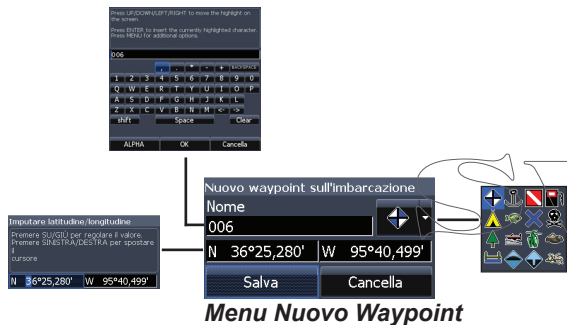 Press UP/DOWN/LEFT/RIGHT to move the highlight on
the screen.
Press ENTER to insert the currently highlighted character.
Press MENU for additional options.
006
, . * - + BACKSPACE
1 2 3 4 5 6 7 8 9 0
Q W E R T Y U I O P
A S D F G H J K L
Z X C V B N M <- ->
shift Space Clear
ALPHA OK Cancella
Nuovo waypoint sull'imbarcazione
Nome
006
N 36°25,280' W 95°40,499'
Salva Cancella
Imputare latitudine/longitudine
Premere SU/GIÙ per regolare il valore.
Premere SINISTRA/DESTRA per spostare
il
cursore
N 36°25,280' W 95°40,499'
Menu Nuovo Waypoint